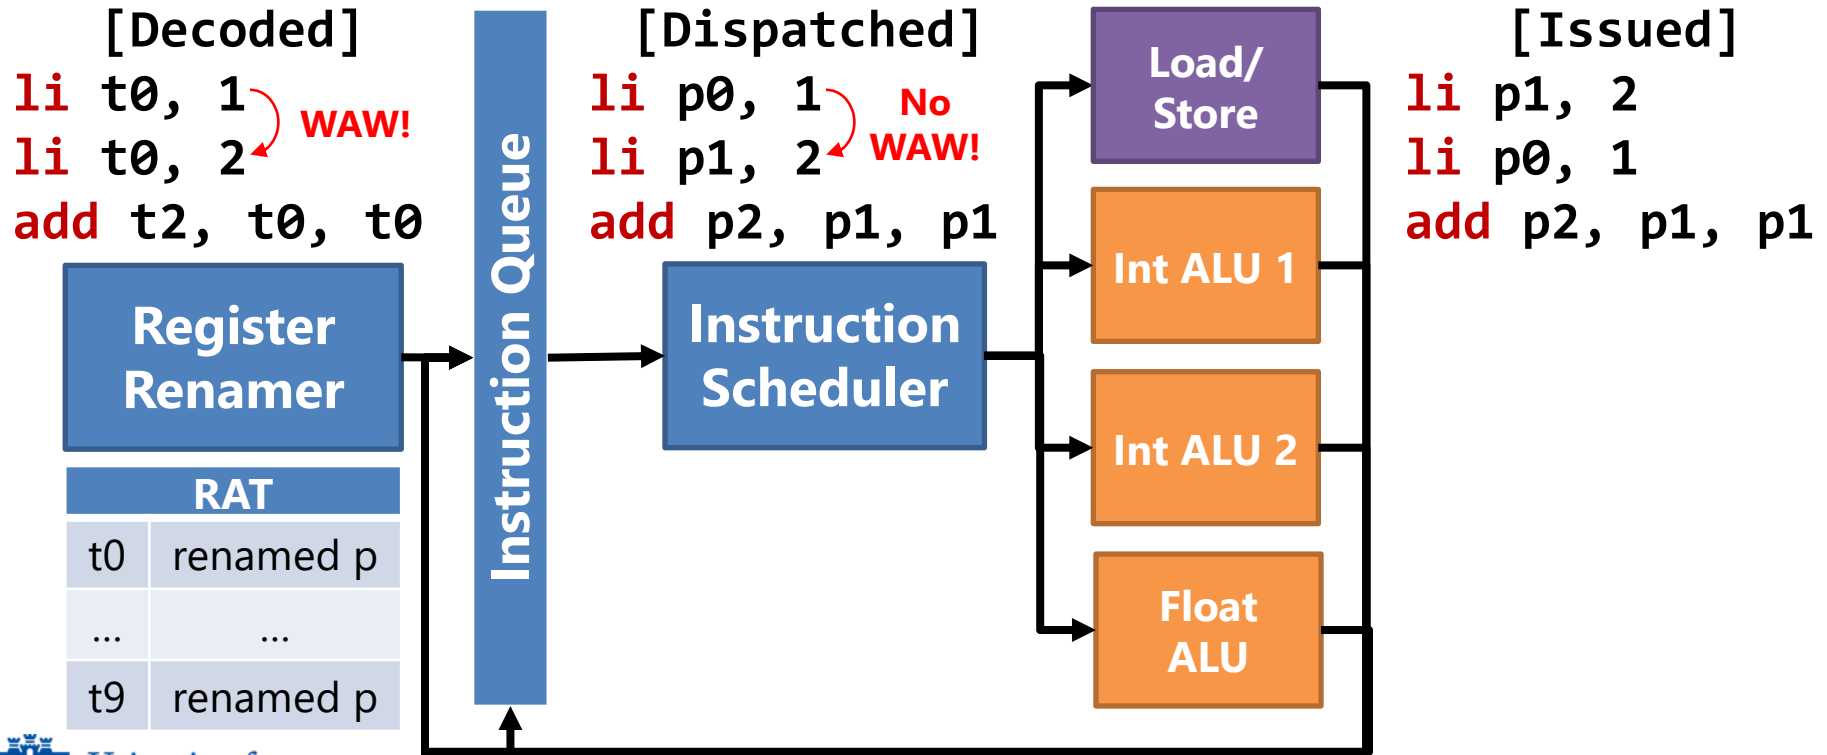 [Decoded]
li t0, 1
li t0, 2
add t2, t0, t0
WAW!
Register
Renamer
RAT
t0 renamed p
... ...
t9 renamed p
Instruction Queue
[Dispatched]
li p0, 1
li p1, 2
add p2, p1, p1
No
WAW!
Instruction
Scheduler
Load/
Store
Int ALU 1
Int ALU 2
Float
ALU
[Issued]
li p1, 2
li p0, 1
add p2, p1, p1